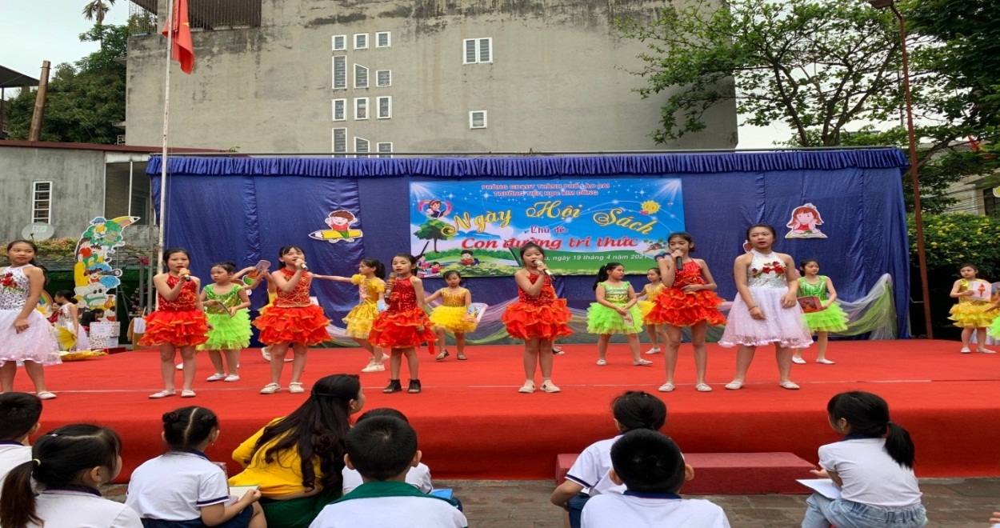 PHÒNG GD&ĐT THÀNH PHỐ LÀO CAI
TRƯỜNG TIỂU HỌC KIM ĐỒNG
Ngày Hội Sách
Chủ đề:
Con đường tri thức
ngày 19 tháng 4 năm 2021